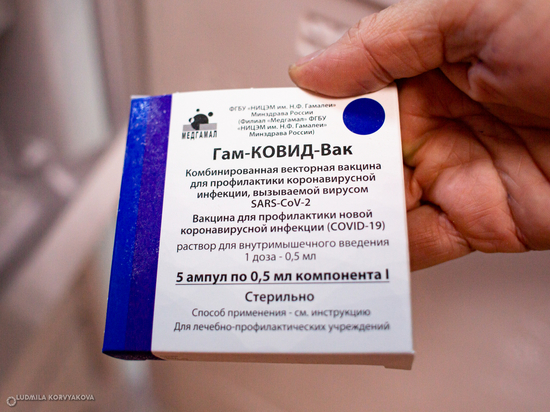 ФГБУ «НИЦЭМ им. Н.Ф. Гамалеи»
Минздрава России
(Филиал «Медгамал» ФГБУ
«НИЦЭМ им. Н.Ф. Гамалеи»
Минздрава России)
МЕДГАМАЛ
Гам-КОВИД-Вак
Комбинированная векторная вакцина
для профилактики коронавирусной
инфекции, вызываемой вирусом
SARS-CoV-2
Вакцина для профилактики новой
коронавирусной инфекции (COVID-19)
раствор для внутримышечного введения
1 доза - 0,5 мл
5 ампул по 0,5 мл компонента I
Стерильно
Способ применения - см. инструкцию
Для лечебно-профилактических учреждений
LUDMILA KORVYAKOVA